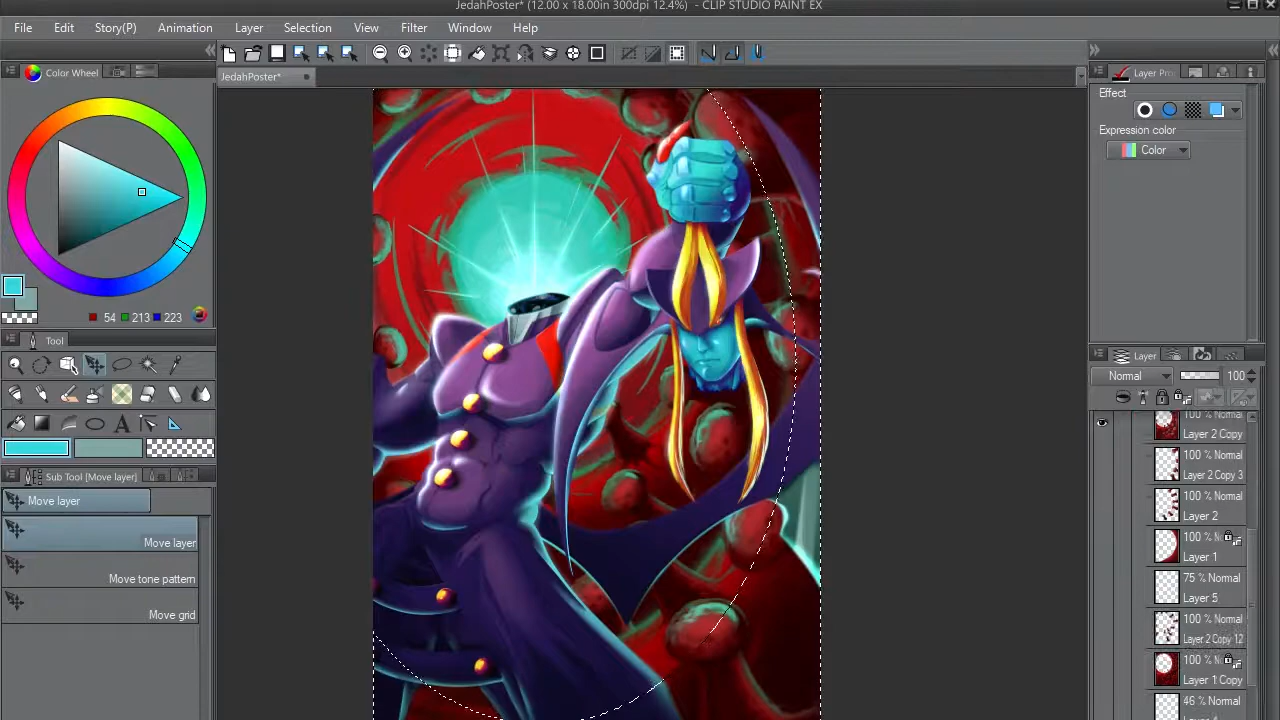 JedahPoster* (12.00 x 18.00in 300dpi 12.4%) - CLIP STUDIO PAINT EX
File Edit Story(P) Animation Layer Selection View Filter Window Help
Color Wheel
JedahPoster*
Layer Pro
Effect
Expression color
Color
54 213 223
Tool
Layer
Normal 100
100 % Normal
Layer 2 Copy
100 % Normal
Layer 2 Copy 3
Sub Tool [Move layer]
Move layer
100 % Normal
Layer 2
Move layer
100 % N
Layer 1
Move tone pattern
75 % Normal
Layer 5
Move grid
100 % Normal
Layer 2 Copy 12
100 % N
Layer 1 Copy
46 % Normal